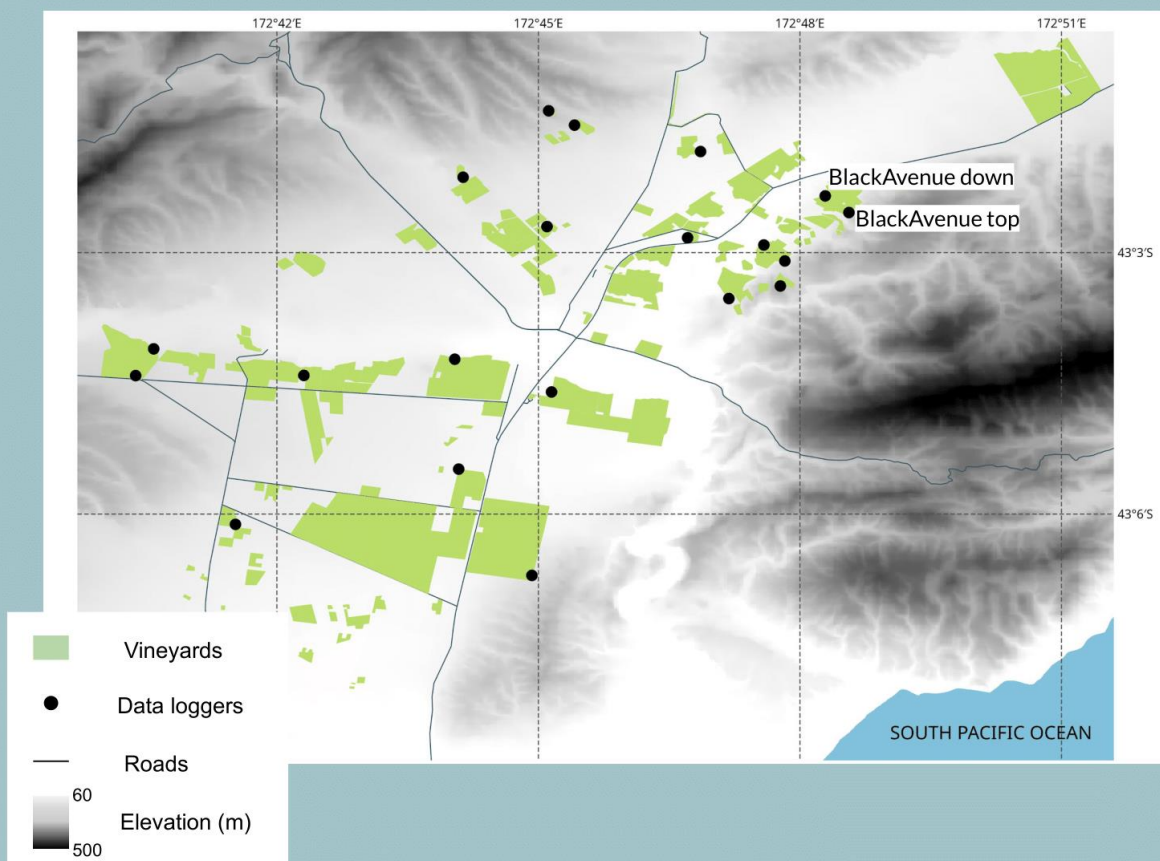 172°42′E
172°45′E
172°48′E
172°51′E
BlackAvenue down
BlackAvenue top
43°3′S
43°6′S
SOUTH PACIFIC OCEAN
Vineyards
Data loggers
Roads
60
Elevation (m)
500